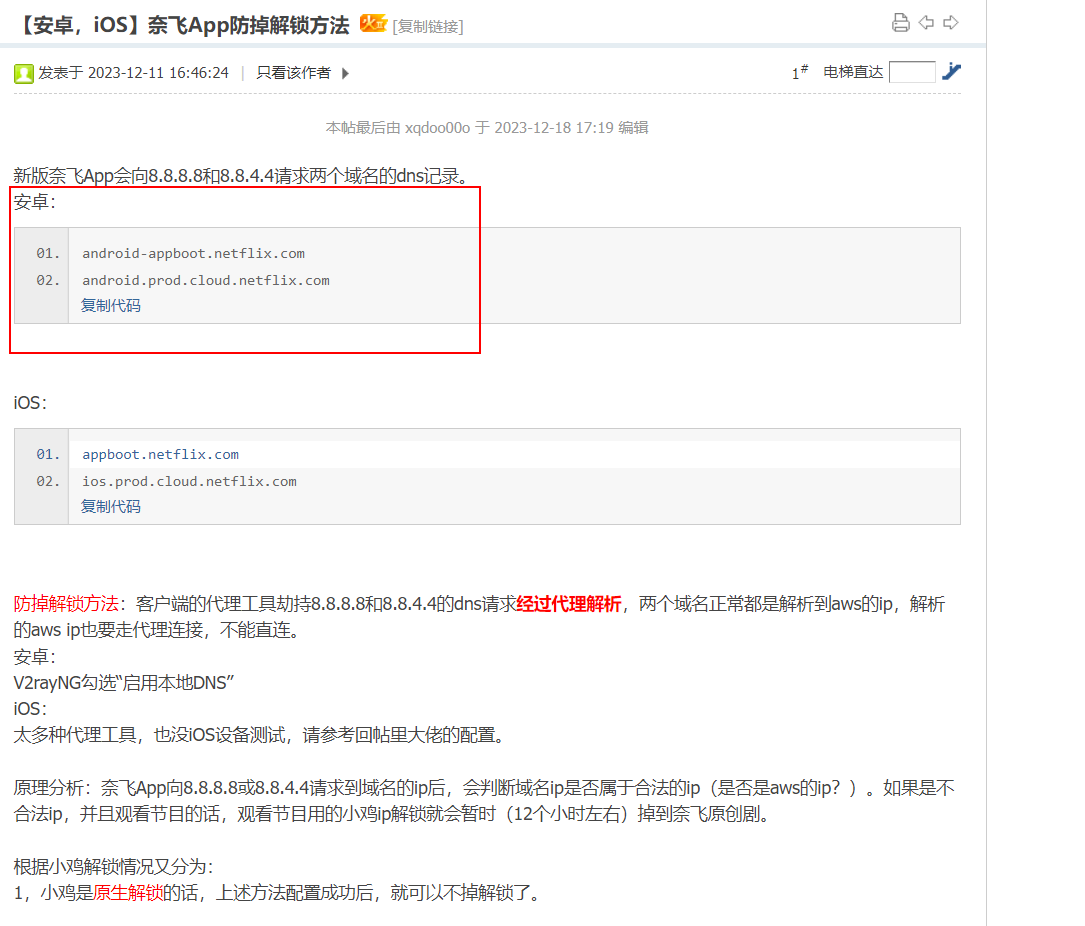 【安卓，iOS】奈飞App防掉解锁方法 火 [复制链接]
发表于 2023-12-11 16:46:24 | 只看该作者
1# 电梯直达
本帖最后由 xqdoo00o 于 2023-12-18 17:19 编辑
新版奈飞App会向8.8.8.8和8.8.4.4请求两个域名的dns记录。
安卓：
01. android-appboot.netflix.com
02. android.prod.cloud.netflix.com
复制代码
iOS：
01. appboot.netflix.com
02. ios.prod.cloud.netflix.com
复制代码
防掉解锁方法：客户端的代理工具劫持8.8.8.8和8.8.4.4的dns请求经过代理解析，两个域名正常都是解析到aws的ip，解析
的aws ip也要走代理连接，不能直连。
安卓：
V2rayNG勾选“启用本地DNS”
iOS：
太多种代理工具，也没iOS设备测试，请参考回帖里大佬的配置。
原理分析：奈飞App向8.8.8.8或8.8.4.4请求到域名的ip后，会判断域名ip是否属于合法的ip（是否是aws的ip？）。如果是不
合法ip，并且观看节目的话，观看节目用的小鸡ip解锁就会暂时（12个小时左右）掉到奈飞原创剧。
根据小鸡解锁情况又分为：
1，小鸡是原生解锁的话，上述方法配置成功后，就可以不掉解锁了。